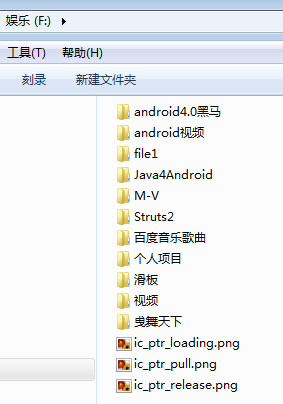 娱乐 (F:)
工具(T) 帮助(H)
刻录 新建文件夹
android4.0黑马
android视频
file1
Java4Android
M-V
Struts2
百度音乐歌曲
个人项目
滑板
视频
曳舞天下
ic_ptr_loading.png
ic_ptr_pull.png
ic_ptr_release.png